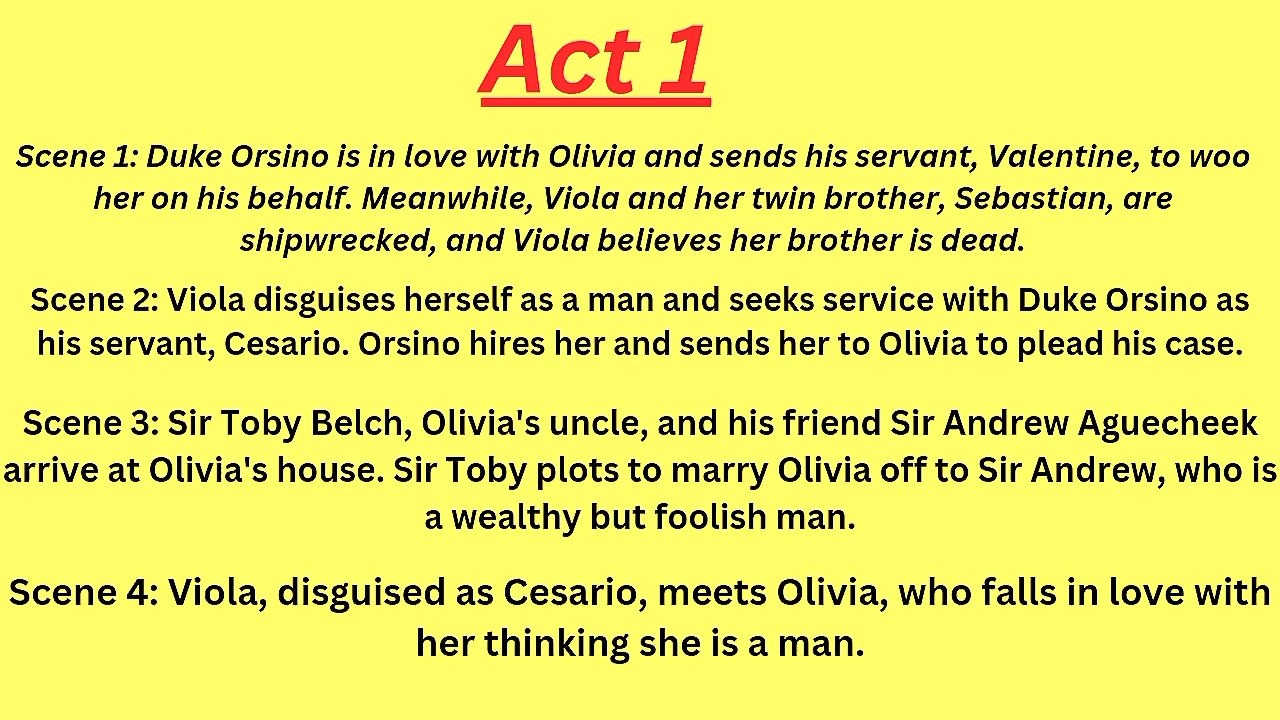 Act 1
Scene 1: Duke Orsino is in love with Olivia and sends his servant, Valentine, to woo
her on his behalf. Meanwhile, Viola and her twin brother, Sebastian, are
shipwrecked, and Viola believes her brother is dead.
Scene 2: Viola disguises herself as a man and seeks service with Duke Orsino as
his servant, Cesario. Orsino hires her and sends her to Olivia to plead his case.
Scene 3: Sir Toby Belch, Olivia's uncle, and his friend Sir Andrew Aguecheek
arrive at Olivia's house. Sir Toby plots to marry Olivia off to Sir Andrew, who is
a wealthy but foolish man.
Scene 4: Viola, disguised as Cesario, meets Olivia, who falls in love with
her thinking she is a man.